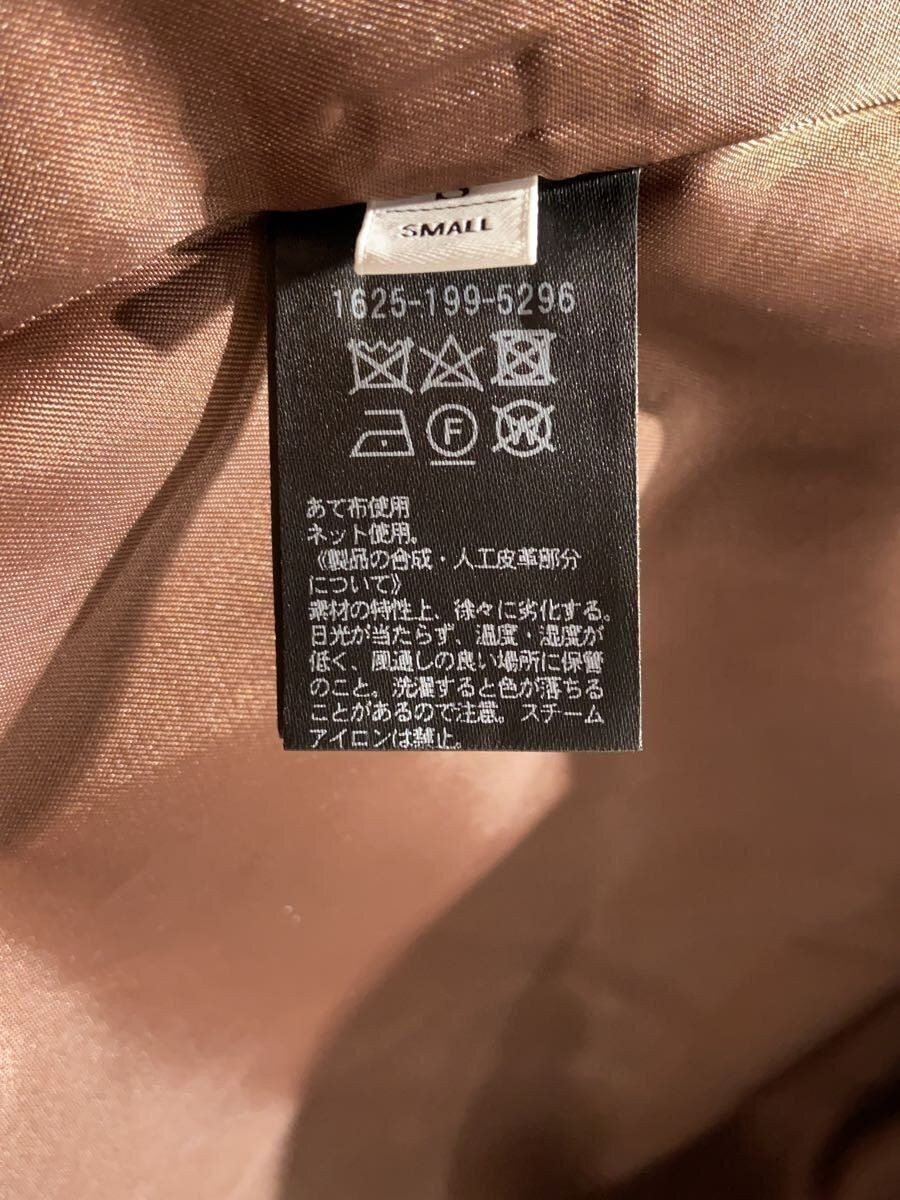 S
SMALL
1625-199-5296
F
W
あて布使用
ネット使用。
《製品の合成・人工皮革部分
について》
素材の特性上、徐々に劣化する。
日光が当たらず、温度・湿度が
低く、風通しの良い場所に保管
のこと。洗濯すると色が落ちる
ことがあるので注意。スチーム
アイロンは禁止。